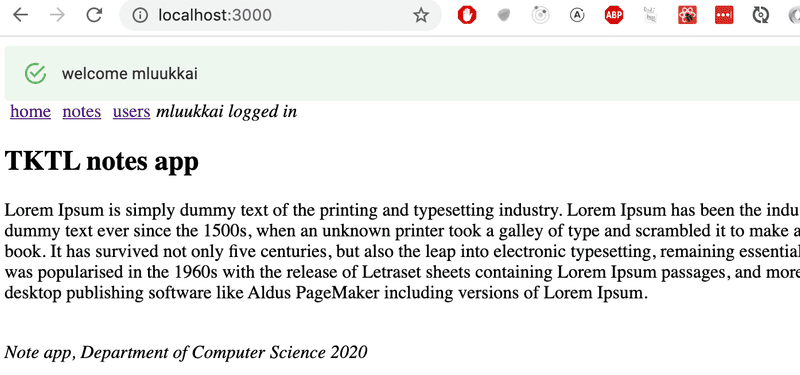 localhost:3000
ABP
welcome mluukkai
home notes users mluukkai logged in
TKTL notes app
Lorem Ipsum is simply dummy text of the printing and typesetting industry. Lorem Ipsum has been the indu
dummy text ever since the 1500s, when an unknown printer took a galley of type and scrambled it to make a
book. It has survived not only five centuries, but also the leap into electronic typesetting, remaining essential
was popularised in the 1960s with the release of Letraset sheets containing Lorem Ipsum passages, and more
desktop publishing software like Aldus PageMaker including versions of Lorem Ipsum.
Note app, Department of Computer Science 2020